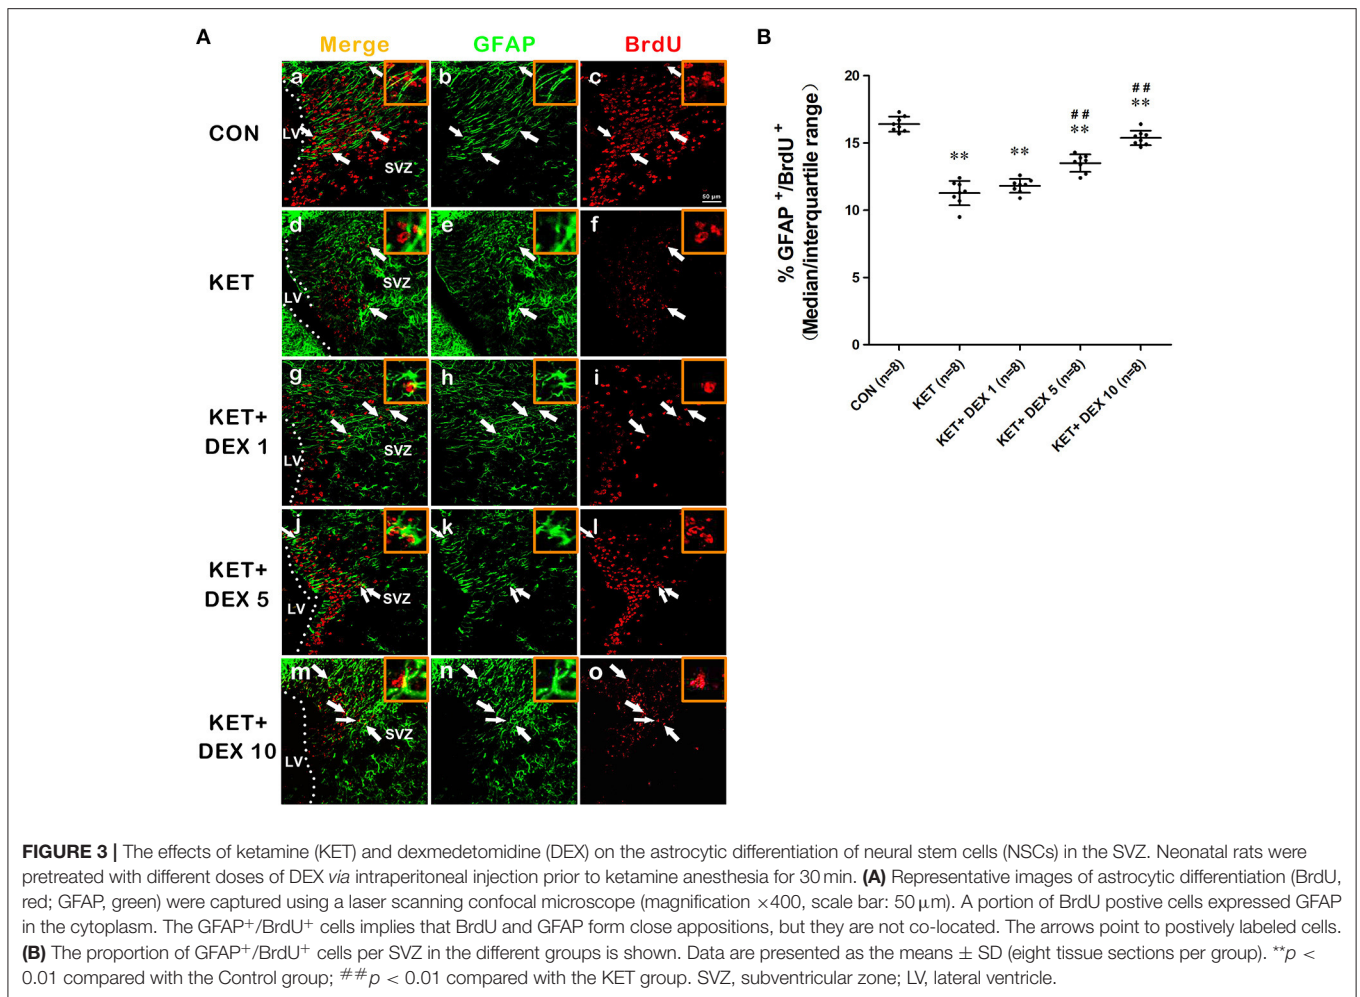 A
Merge GFAP BrdU
CON
a b c
LV
SVZ
50 μm
KET
d e f
SVZ
LV
KET+
DEX 1
g h i
SVZ
LV
KET+
DEX 5
j k l
SVZ
LV
KET+
DEX 10
m n o
SVZ
LV
B
% GFAP +/BrdU +
(Median/interquartile range)
20
15
10
5
0
**
**
##
**
##
**
CON (n=8)
KET (n=8)
KET+ DEX 1 (n=8)
KET+ DEX 5 (n=8)
KET+ DEX 10 (n=8)
FIGURE 3 | The effects of ketamine (KET) and dexmedetomidine (DEX) on the astrocytic differentiation of neural stem cells (NSCs) in the SVZ. Neonatal rats were
pretreated with different doses of DEX via intraperitoneal injection prior to ketamine anesthesia for 30 min. (A) Representative images of astrocytic differentiation (BrdU,
red; GFAP, green) were captured using a laser scanning confocal microscope (magnification ×400, scale bar: 50 μm). A portion of BrdU postive cells expressed GFAP
in the cytoplasm. The GFAP+/BrdU+ cells implies that BrdU and GFAP form close appositions, but they are not co-located. The arrows point to postively labeled cells.
(B) The proportion of GFAP+/BrdU+ cells per SVZ in the different groups is shown. Data are presented as the means ± SD (eight tissue sections per group). **p <
0.01 compared with the Control group; ##p < 0.01 compared with the KET group. SVZ, subventricular zone; LV, lateral ventricle.